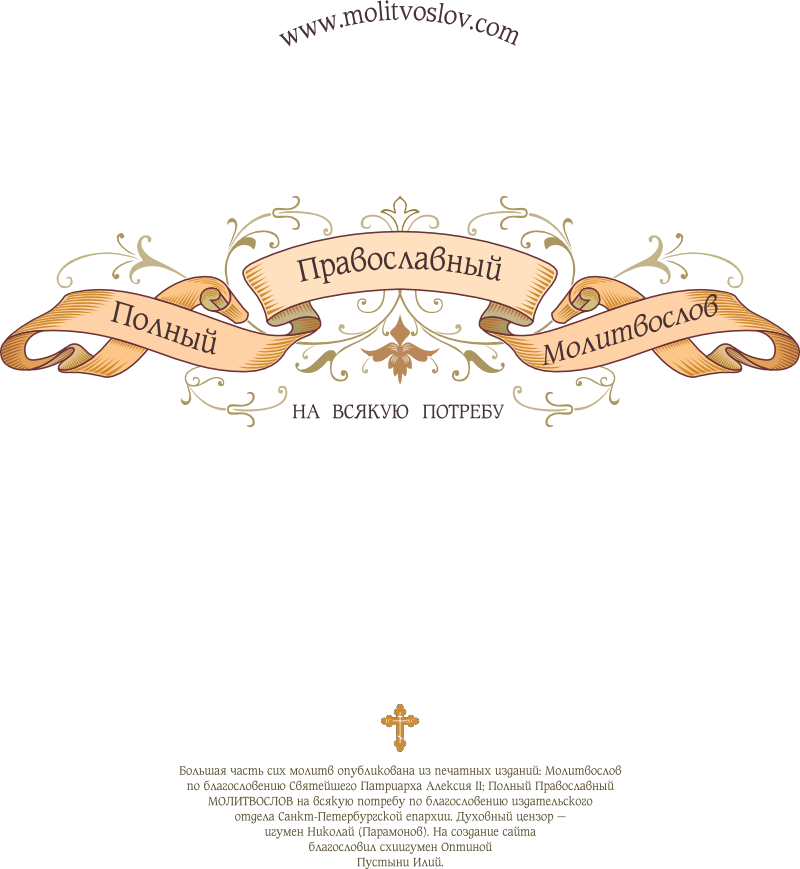 www.molitvoslov.com
Полный Православный Молитвослов
НА ВСЯКУЮ ПОТРЕБУ
Большая часть сих молитв опубликована из печатных изданий: Молитвослов
по благословению Святейшего Патриарха Алексия II; Полный Православный
МОЛИТВОСЛОВ на всякую потребу по благословению издательского
отдела Санкт-Петербургской епархии. Духовный цензор —
игумен Николай (Парамонов). На создание сайта
благословил схиигумен Оптиной
Пустыни Илий.